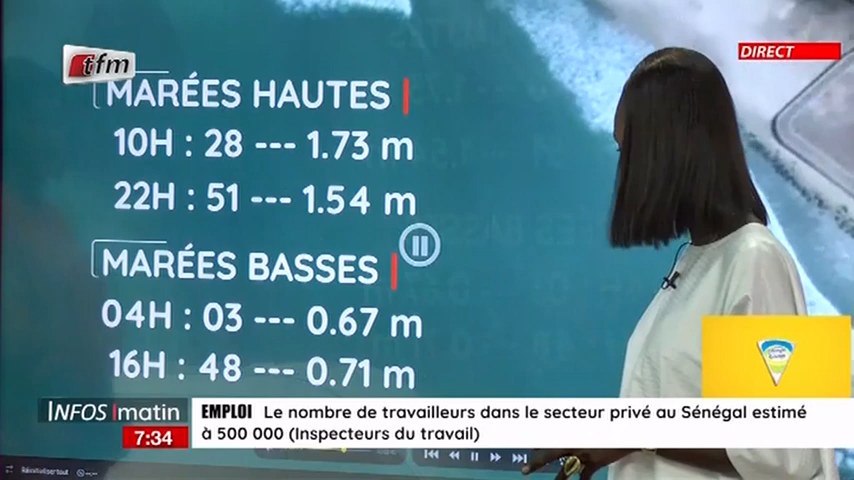 tfm
DIRECT
MARÉES HAUTES
10H : 28 --- 1.73 m
22H : 51 --- 1.54 m
MARÉES BASSES
04H : 03 --- 0.67 m
16H : 48 --- 0.71 m
INFOS matin
7:34
EMPLOI Le nombre de travailleurs dans le secteur privé au Sénégal estimé
à 500 000 (Inspecteurs du travail)